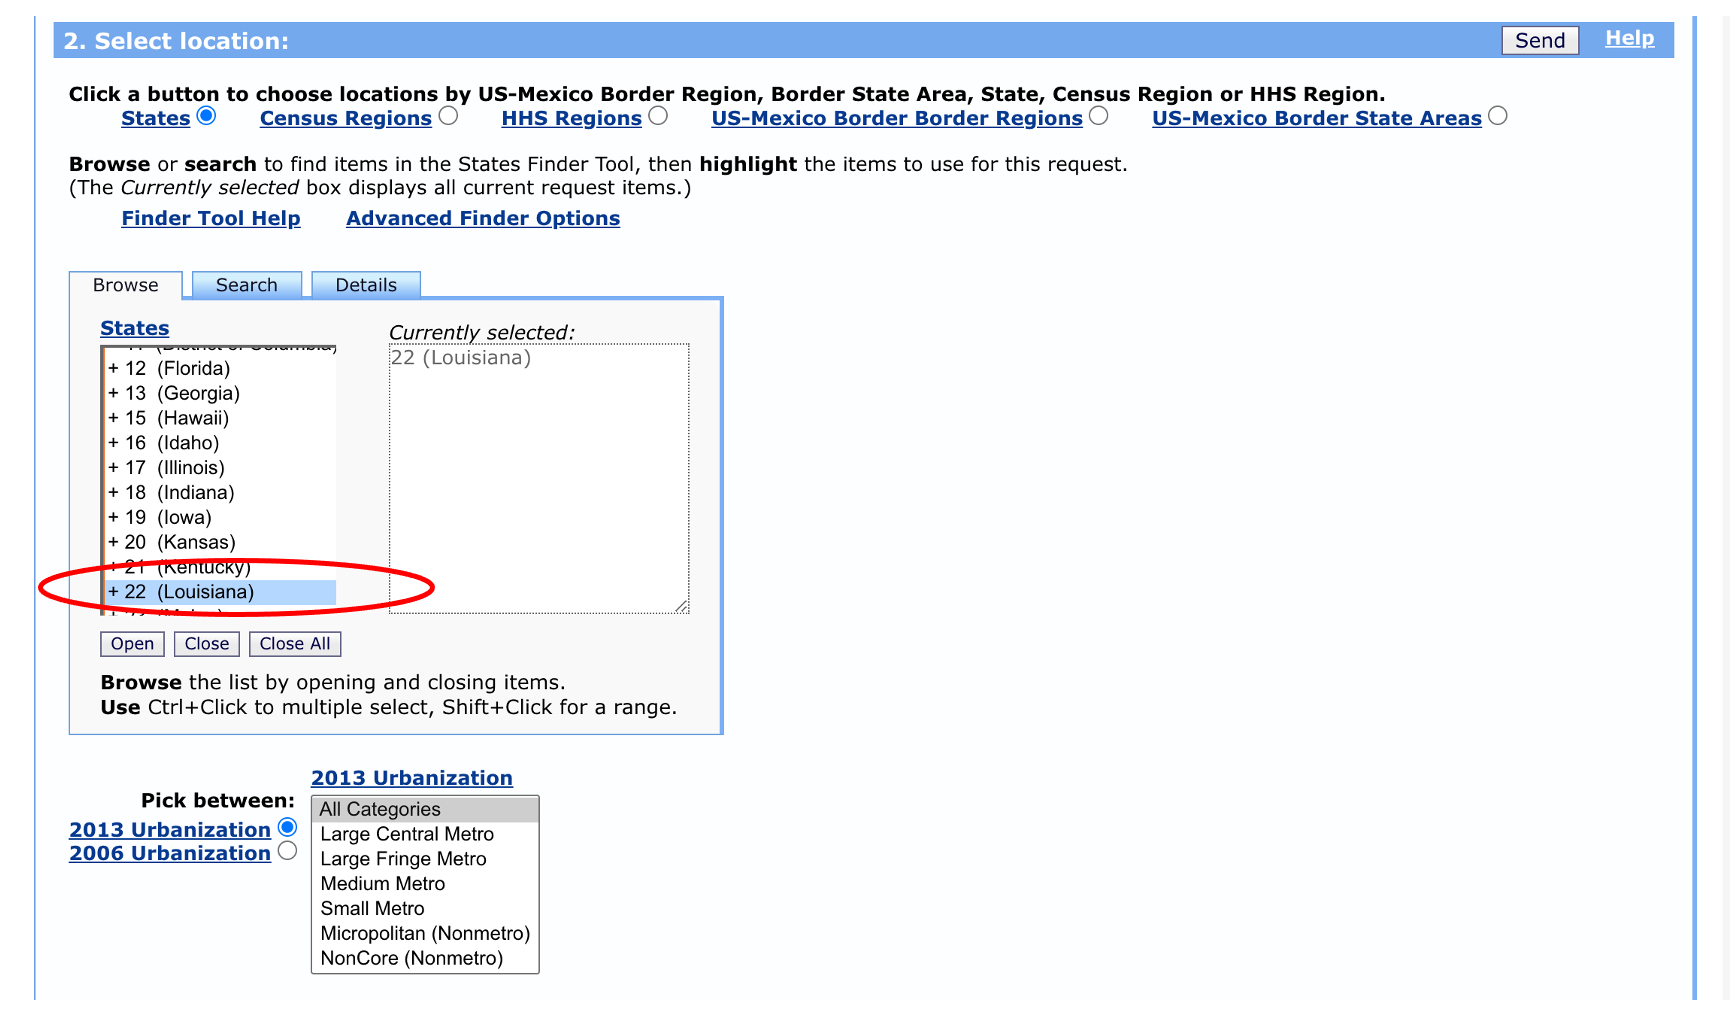 2. Select location:
Send Help
Click a button to choose locations by US-Mexico Border Region, Border State Area, State, Census Region or HHS Region.
States Census Regions HHS Regions US-Mexico Border Border Regions US-Mexico Border State Areas
Browse or search to find items in the States Finder Tool, then highlight the items to use for this request.
(The Currently selected box displays all current request items.)
Finder Tool Help Advanced Finder Options
Browse Search Details
States
+ 12 (Florida)
+ 13 (Georgia)
+ 15 (Hawaii)
+ 16 (Idaho)
+ 17 (Illinois)
+ 18 (Indiana)
+ 19 (Iowa)
+ 20 (Kansas)
+ 21 (Kentucky)
+ 22 (Louisiana)
Currently selected:
22 (Louisiana)
Open Close Close All
Browse the list by opening and closing items.
Use Ctrl+Click to multiple select, Shift+Click for a range.
Pick between:
2013 Urbanization
2006 Urbanization
2013 Urbanization
All Categories
Large Central Metro
Large Fringe Metro
Medium Metro
Small Metro
Micropolitan (Nonmetro)
NonCore (Nonmetro)